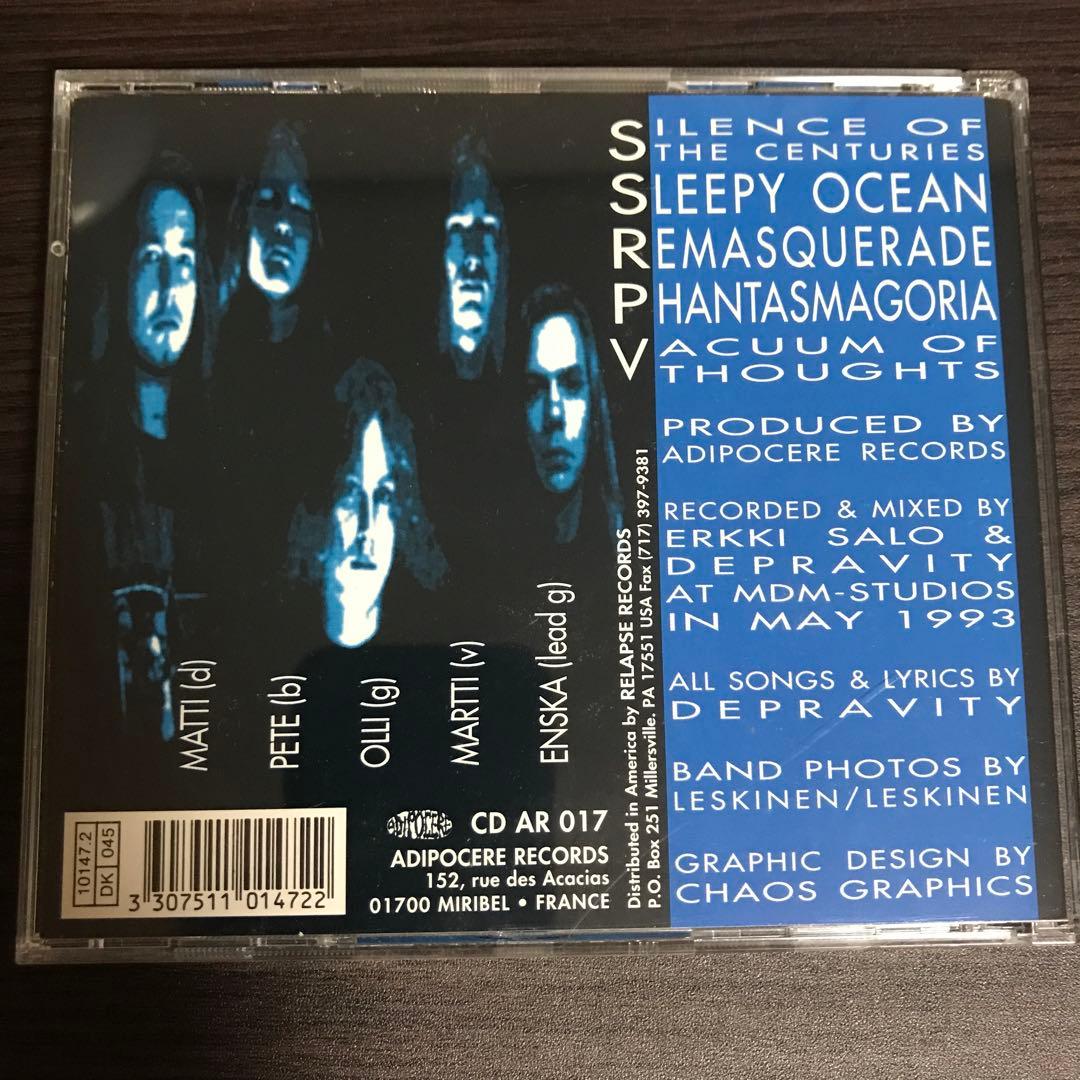 SILENCE OF
THE CENTURIES
SLEEPY OCEAN
REMASQUERADE
PHANTASMAGORIA
VACUUM OF
THOUGHTS
PRODUCED BY
ADIPOCERE RECORDS
RECORDED & MIXED BY
ERKKI SALO &
DEPRAVITY
AT MDM-STUDIOS
IN MAY 1993
ALL SONGS & LYRICS BY
DEPRAVITY
BAND PHOTOS BY
LESKINEN/LESKINEN
GRAPHIC DESIGN BY
CHAOS GRAPHICS
MATTI (d)
PETE (b)
OLLI (g)
MARTTI (v)
ENSKA (lead g)
Distributed in America by RELAPSE RECORDS
P.O. Box 251 Millersville. PA 17551 USA Fax (717) 397-9381
10147.2
DK 045
3 307511 014722
ADIPOCERE CD AR 017
ADIPOCERE RECORDS
152, rue des Acacias
01700 MIRIBEL • FRANCE